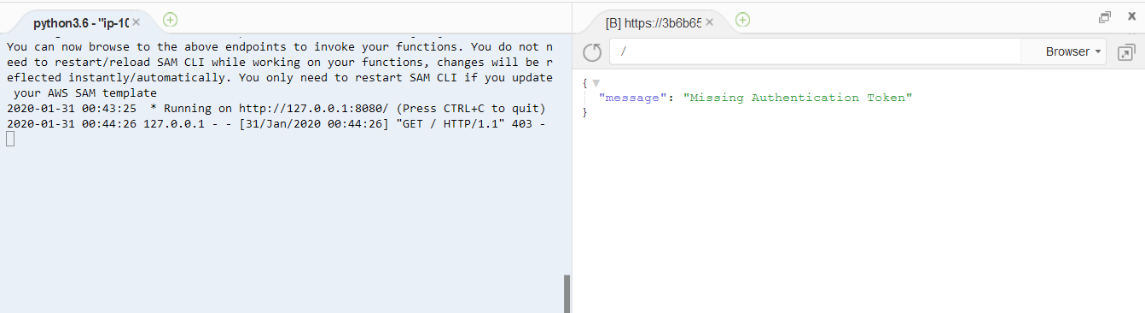 python3.6 - "ip-10
[B] https://3b6b65
You can now browse to the above endpoints to invoke your functions. You do not n
eed to restart/reload SAM CLI while working on your functions, changes will be r
eflected instantly/automatically. You only need to restart SAM CLI if you update
your AWS SAM template
2020-01-31 00:43:25  * Running on http://127.0.0.1:8080/ (Press CTRL+C to quit)
2020-01-31 00:44:26 127.0.0.1 - - [31/Jan/2020 00:44:26] "GET / HTTP/1.1" 403 -
/
Browser
{
"message": "Missing Authentication Token"
}